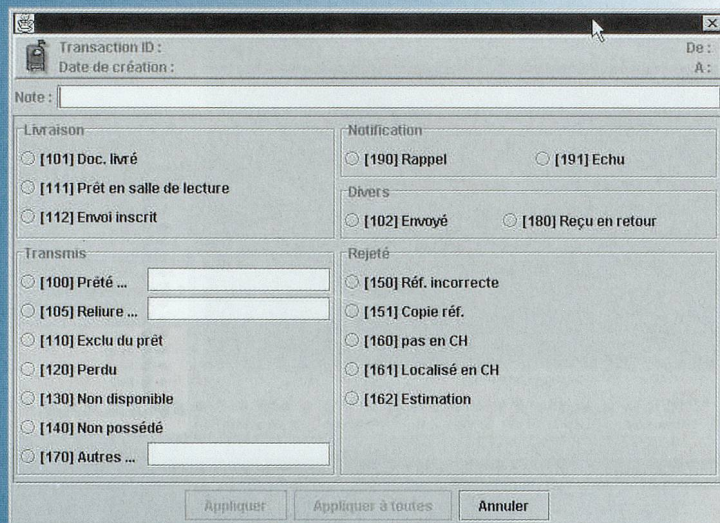 Transaction ID :
De :
Date de création :
A :
Note :
Livraison
[101] Doc. livré
[111] Prêt en salle de lecture
[112] Envoi inscrit
Notification
[190] Rappel
[191] Echu
Divers
[102] Envoyé
[180] Reçu en retour
Transmis
[100] Prêté ...
[105] Reliure ...
[110] Exclu du prêt
[120] Perdu
[130] Non disponible
[140] Non possédé
[170] Autres ...
Rejeté
[150] Réf. incorrecte
[151] Copie réf.
[160] pas en CH
[161] Localisé en CH
[162] Estimation
Appliquer
Appliquer à toutes
Annuler